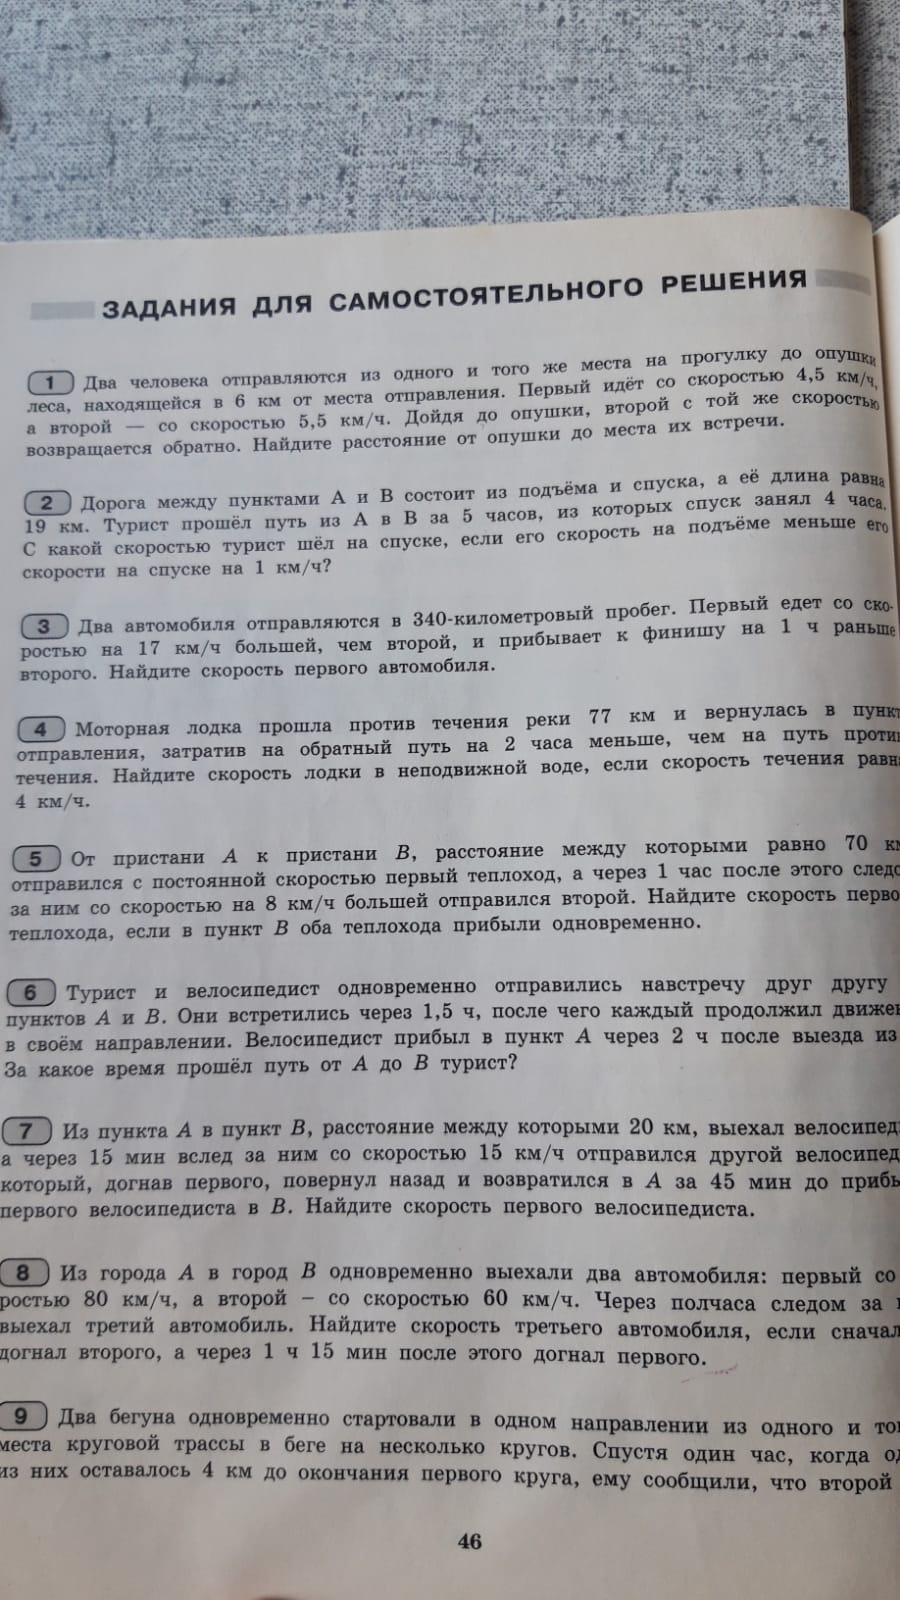 ЗАДАНИЯ ДЛЯ САМОСТОЯТЕЛЬНОГО РЕШЕНИЯ
1 Два человека отправляются из одного и того же места на прогулку до опушки
леса, находящейся в 6 км от места отправления. Первый идёт со скоростью 4,5 км/ч,
а второй — со скоростью 5,5 км/ч. Дойдя до опушки, второй с той же скоростью
возвращается обратно. Найдите расстояние от опушки до места их встречи.
2 Дорога между пунктами А и В состоит из подъёма и спуска, а её длина равна
19 км. Турист прошёл путь из А в В за 5 часов, из которых спуск занял 4 часа.
С какой скоростью турист шёл на спуске, если его скорость на подъёме меньше его
скорости на спуске на 1 км/ч?
3 Два автомобиля отправляются в 340-километровый пробег. Первый едет со ско-
ростью на 17 км/ч большей, чем второй, и прибывает к финишу на 1 ч раньше
второго. Найдите скорость первого автомобиля.
4 Моторная лодка прошла против течения реки 77 км и вернулась в пункт
отправления, затратив на обратный путь на 2 часа меньше, чем на путь против
течения. Найдите скорость лодки в неподвижной воде, если скорость течения равна
4 км/ч.
5 От пристани A к пристани B, расстояние между которыми равно 70 км
отправился с постоянной скоростью первый теплоход, а через 1 час после этого следо
за ним со скоростью на 8 км/ч большей отправился второй. Найдите скорость перво
теплохода, если в пункт B оба теплохода прибыли одновременно.
6 Турист и велосипедист одновременно отправились навстречу друг другу
пунктов A и B. Они встретились через 1,5 ч, после чего каждый продолжил движен
в своём направлении. Велосипедист прибыл в пункт A через 2 ч после выезда из
За какое время прошёл путь от A до B турист?
7 Из пункта A в пункт B, расстояние между которыми 20 км, выехал велосипед
а через 15 мин вслед за ним со скоростью 15 км/ч отправился другой велосипед
который, догнав первого, повернул назад и возвратился в A за 45 мин до прибы
первого велосипедиста в B. Найдите скорость первого велосипедиста.
8 Из города A в город B одновременно выехали два автомобиля: первый со
ростью 80 км/ч, а второй – со скоростью 60 км/ч. Через полчаса следом за
выехал третий автомобиль. Найдите скорость третьего автомобиля, если сначал
догнал второго, а через 1 ч 15 мин после этого догнал первого.
9 Два бегуна одновременно стартовали в одном направлении из одного и то
места круговой трассы в беге на несколько кругов. Спустя один час, когда о
из них оставалось 4 км до окончания первого круга, ему сообщили, что второй
46